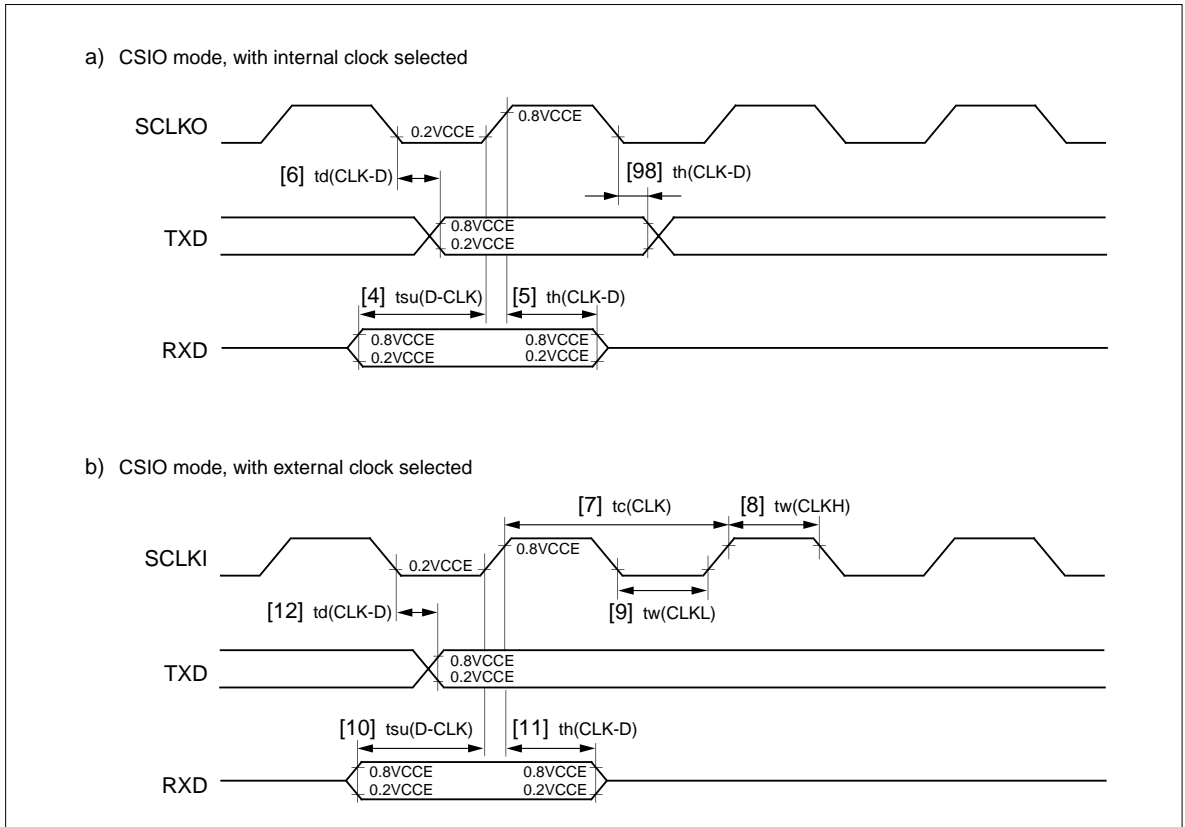 a) CSIO mode, with internal clock selected
SCLKO
0.2VCCE
0.8VCCE
[6] td(CLK-D)
[98] th(CLK-D)
TXD
0.8VCCE
0.2VCCE
[4] tsu(D-CLK)
[5] th(CLK-D)
RXD
0.8VCCE
0.2VCCE
0.8VCCE
0.2VCCE
b) CSIO mode, with external clock selected
[7] tc(CLK)
[8] tw(CLKH)
SCLKI
0.2VCCE
0.8VCCE
[12] td(CLK-D)
[9] tw(CLKL)
TXD
0.8VCCE
0.2VCCE
[10] tsu(D-CLK)
[11] th(CLK-D)
RXD
0.8VCCE
0.2VCCE
0.8VCCE
0.2VCCE